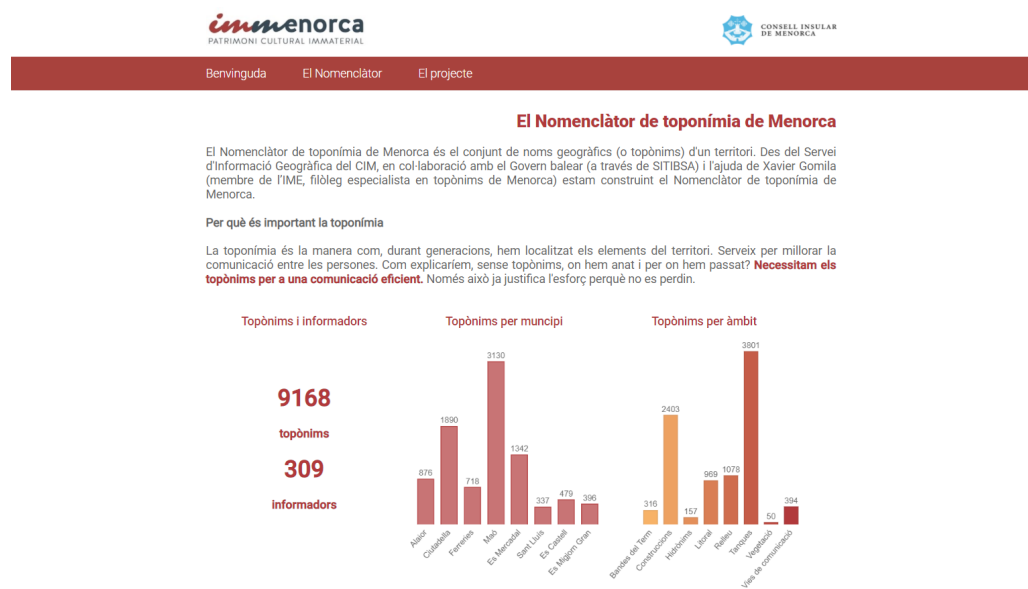 immenorca
PATRIMONI CULTURAL IMMATERIAL
CONSELL INSULAR
DE MENORCA
Benvinguda El Nomenclàtor El projecte
El Nomenclàtor de toponímia de Menorca
El Nomenclàtor de toponímia de Menorca és el conjunt de noms geogràfics (o topònims) d'un territori. Des del Servei
d'Informació Geogràfica del CIM, en col·laboració amb el Govern balear (a través de SITIBSA) i l'ajuda de Xavier Gomila
(membre de l'IME, filòleg especialista en topònims de Menorca) estam construint el Nomenclàtor de toponímia de
Menorca.
Per què és important la toponímia
La toponímia és la manera com, durant generacions, hem localitzat els elements del territori. Serveix per millorar la
comunicació entre les persones. Com explicaríem, sense topònims, on hem anat i per on hem passat? Necessitam els
topònims per a una comunicació eficient. Només això ja justifica l'esforç perquè no es perdin.
Topònims i informadors
9168
topònims
309
informadors
Topònims per muncipi
876
1890
718
3130
1342
337
479
396
Alaior
Ciutadella
Ferreries
Maó
Es Mercadal
Sant Lluís
Es Castell
Es Migjorn Gran
Topònims per àmbit
316
2403
157
969
1078
3801
50
394
Bandes del Term
Construccions
Hidrònims
Litoral
Relleu
Tanques
Vegetació
Vies de comunicació